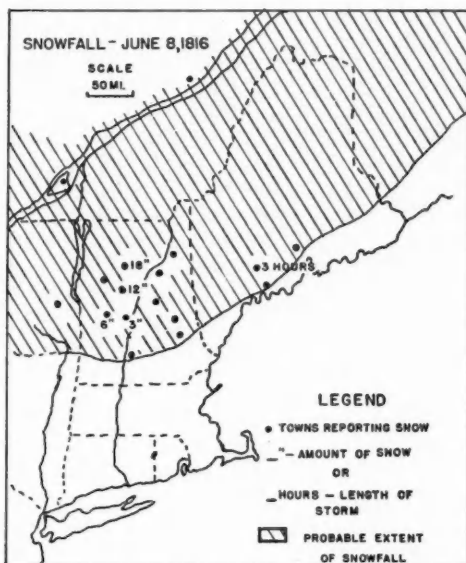 SNOWFALL - JUNE 8, 1816
SCALE
50 MI.
18"
12"
6"
3"
3 HOURS
LEGEND
• TOWNS REPORTING SNOW
_"- AMOUNT OF SNOW
OR
_HOURS - LENGTH OF
STORM
PROBABLE EXTENT
OF SNOWFALL